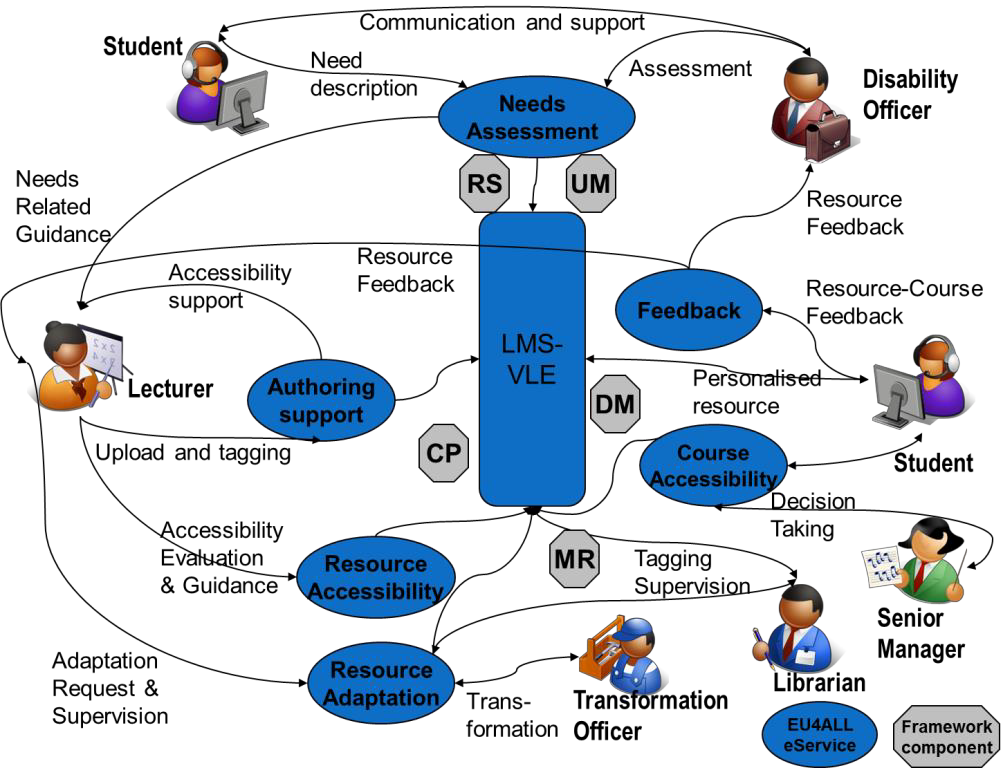 Communication and support
Student
Need
description
Assessment
Disability
Officer
Needs
Assessment
RS
UM
Needs
Related
Guidance
Resource
Feedback
Accessibility
support
Resource
Feedback
Feedback
Resource-Course
Feedback
LMS-
VLE
Lecturer
Authoring
support
Personalised
resource
DM
Upload and tagging
CP
Course
Accessibility
Student
Decision
Taking
Accessibility
Evaluation
& Guidance
Resource
Accessibility
MR
Tagging
Supervision
Senior
Manager
Adaptation
Request &
Supervision
Resource
Adaptation
Trans-
formation
Transformation
Officer
Librarian
EU4ALL
eService
Framework
component